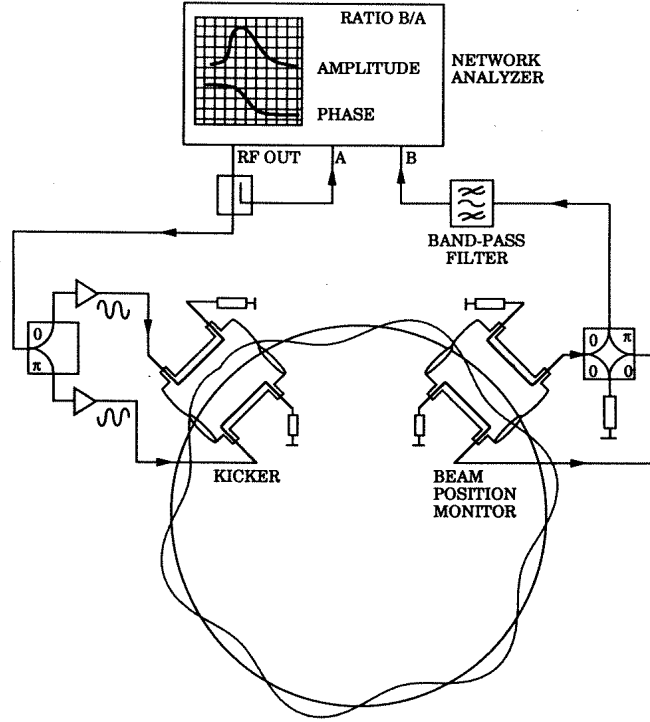 RATIO B/A
AMPLITUDE
PHASE
NETWORK
ANALYZER
RF OUT
A
B
BAND-PASS
FILTER
0
π
0
π
0
0
KICKER
BEAM
POSITION
MONITOR